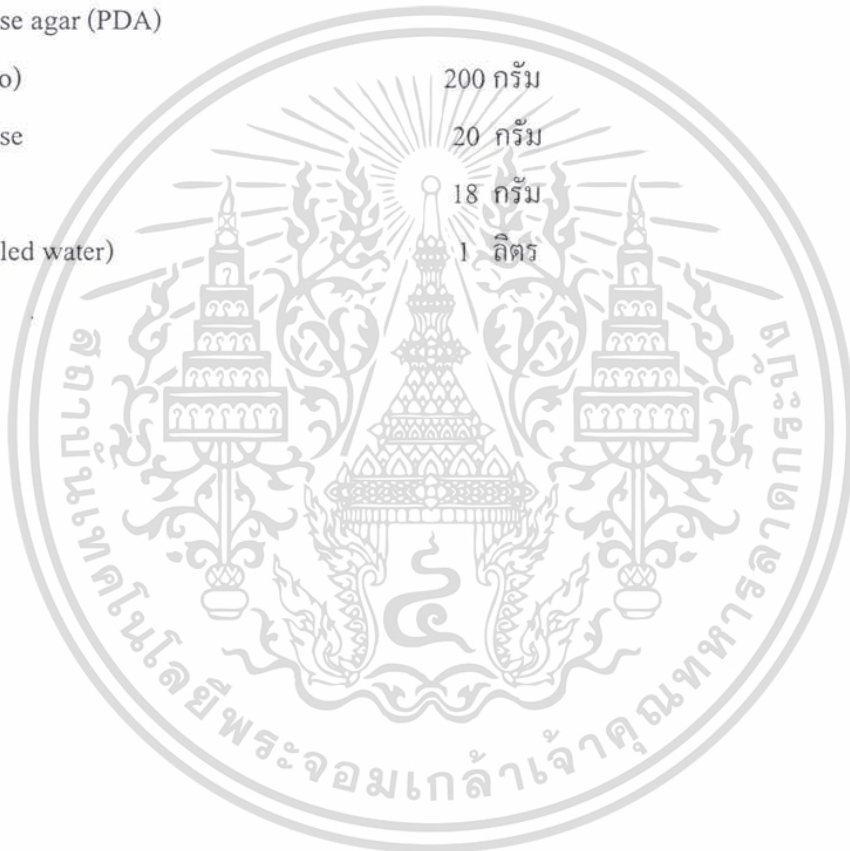 se agar (PDA)
o) 200 กรัม
se 20 กรัม
18 กรัม
led water) 1 ลิตร
สถาบันเทคโนโลยีพระจอมเกล้าเจ้าคุณทหารลาดกระบัง